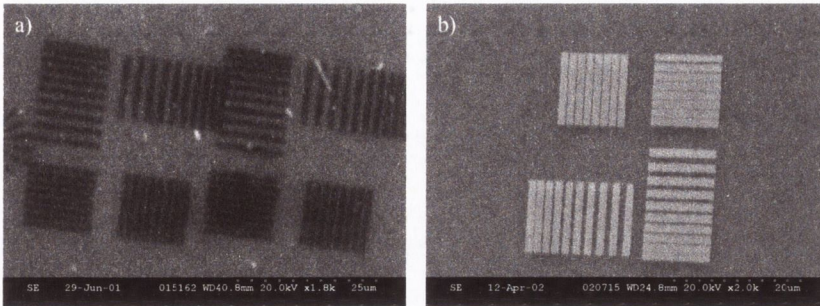 a)
b)
SE 29-Jun-01 015162 WD40.8mm 20.0kV x1.8k 25um
SE 12-Apr-02 020715 WD24.8mm 20.0kV x2.0k 20um